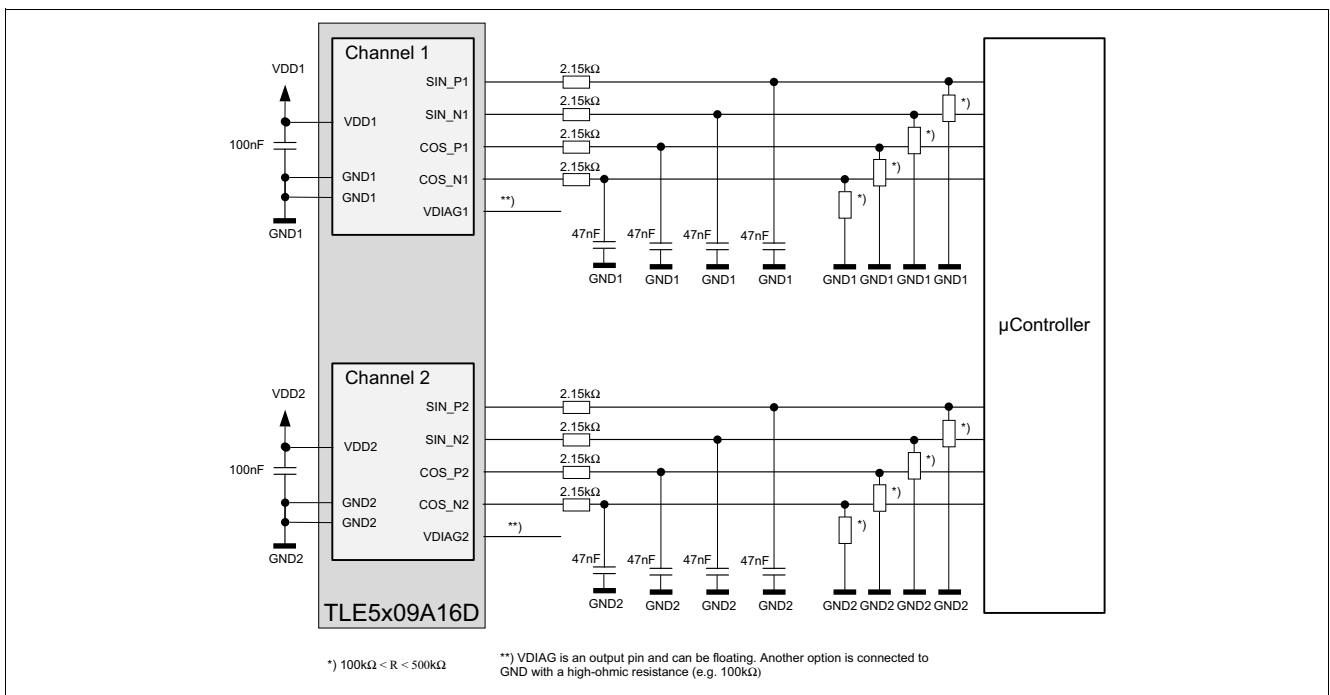 Channel 1
VDD1
2.15kΩ
SIN_P1
2.15kΩ
*)
SIN_N1
VDD1
2.15kΩ
*)
100nF
COS_P1
2.15kΩ
*)
GND1
COS_N1
GND1
**)
*)
VDIAG1
GND1
47nF 47nF 47nF 47nF
GND1 GND1 GND1 GND1 GND1 GND1 GND1 GND1
µController
Channel 2
VDD2
2.15kΩ
SIN_P2
2.15kΩ
*)
SIN_N2
VDD2
2.15kΩ
*)
100nF
COS_P2
2.15kΩ
*)
GND2
COS_N2
GND2
**)
*)
VDIAG2
GND2
47nF 47nF 47nF 47nF
GND2 GND2 GND2 GND2 GND2 GND2 GND2 GND2
TLE5x09A16D
*) 100kΩ < R < 500kΩ
**) VDIAG is an output pin and can be floating. Another option is connected to
GND with a high-ohmic resistance (e.g. 100kΩ)